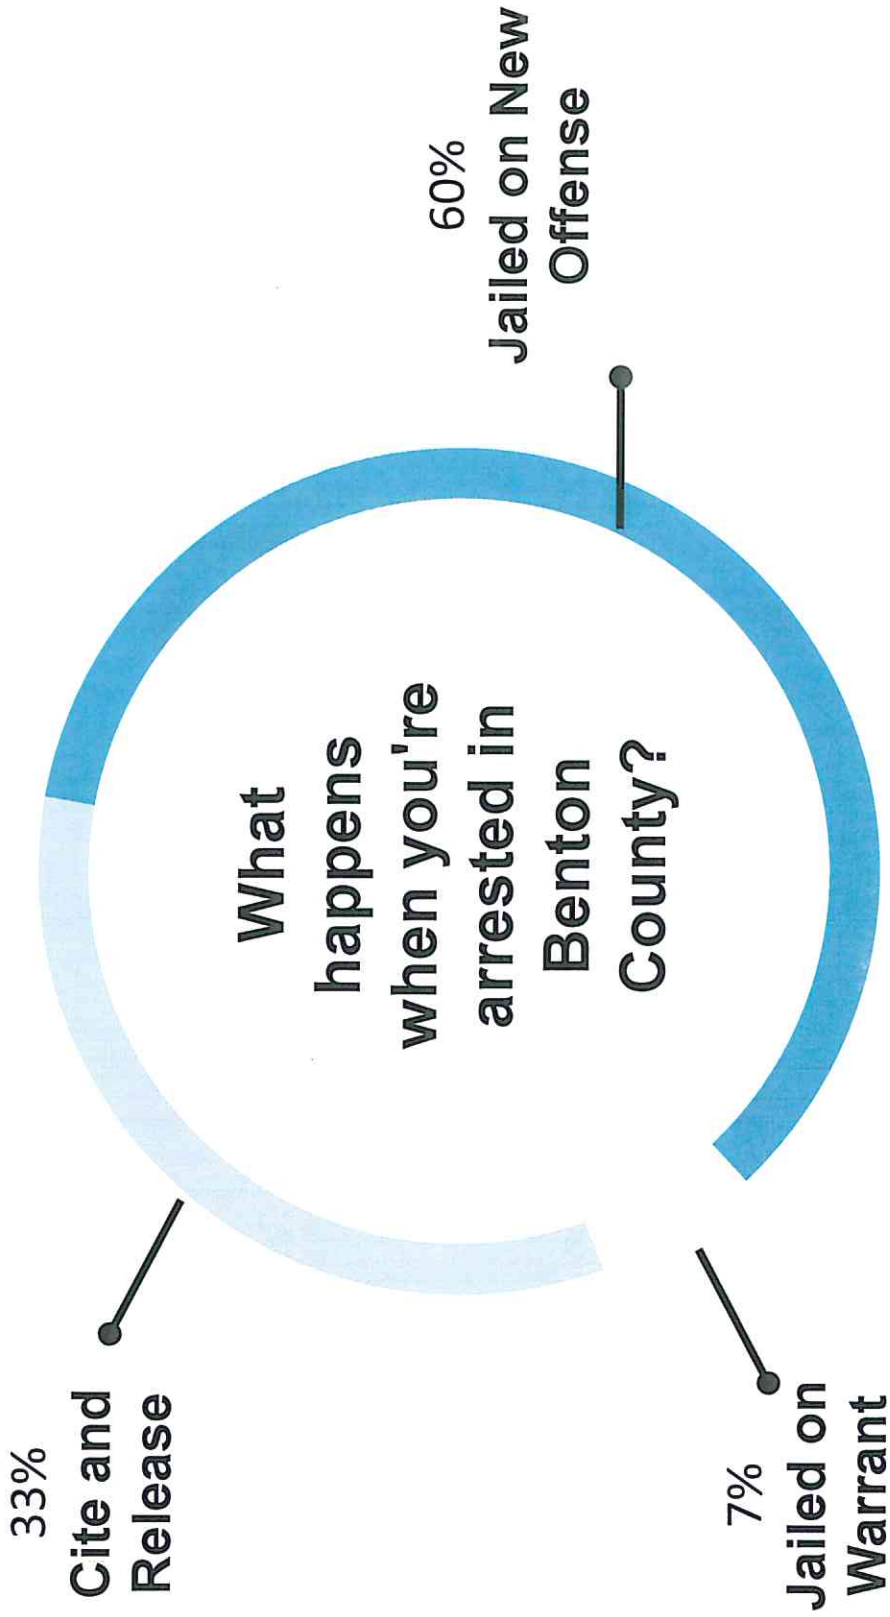 33%
Cite and
Release
What
happens
when you're
arrested in
Benton
County?
7%
Jailed on
Warrant
60%
Jailed on New
Offense